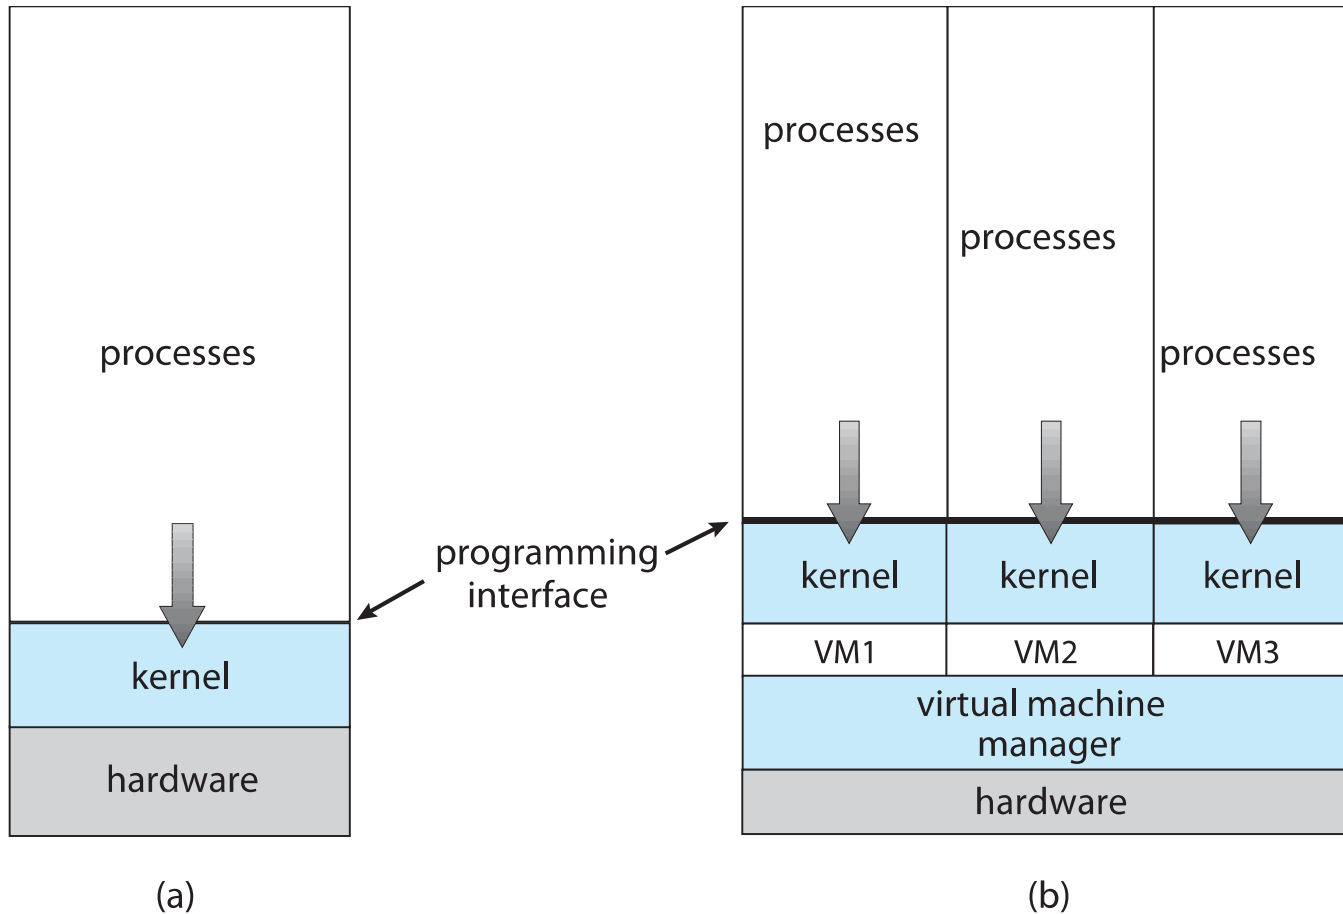 processes
kernel
hardware
(a)
programming
interface
processes
processes
processes
kernel
kernel
kernel
VM1
VM2
VM3
virtual machine
manager
hardware
(b)